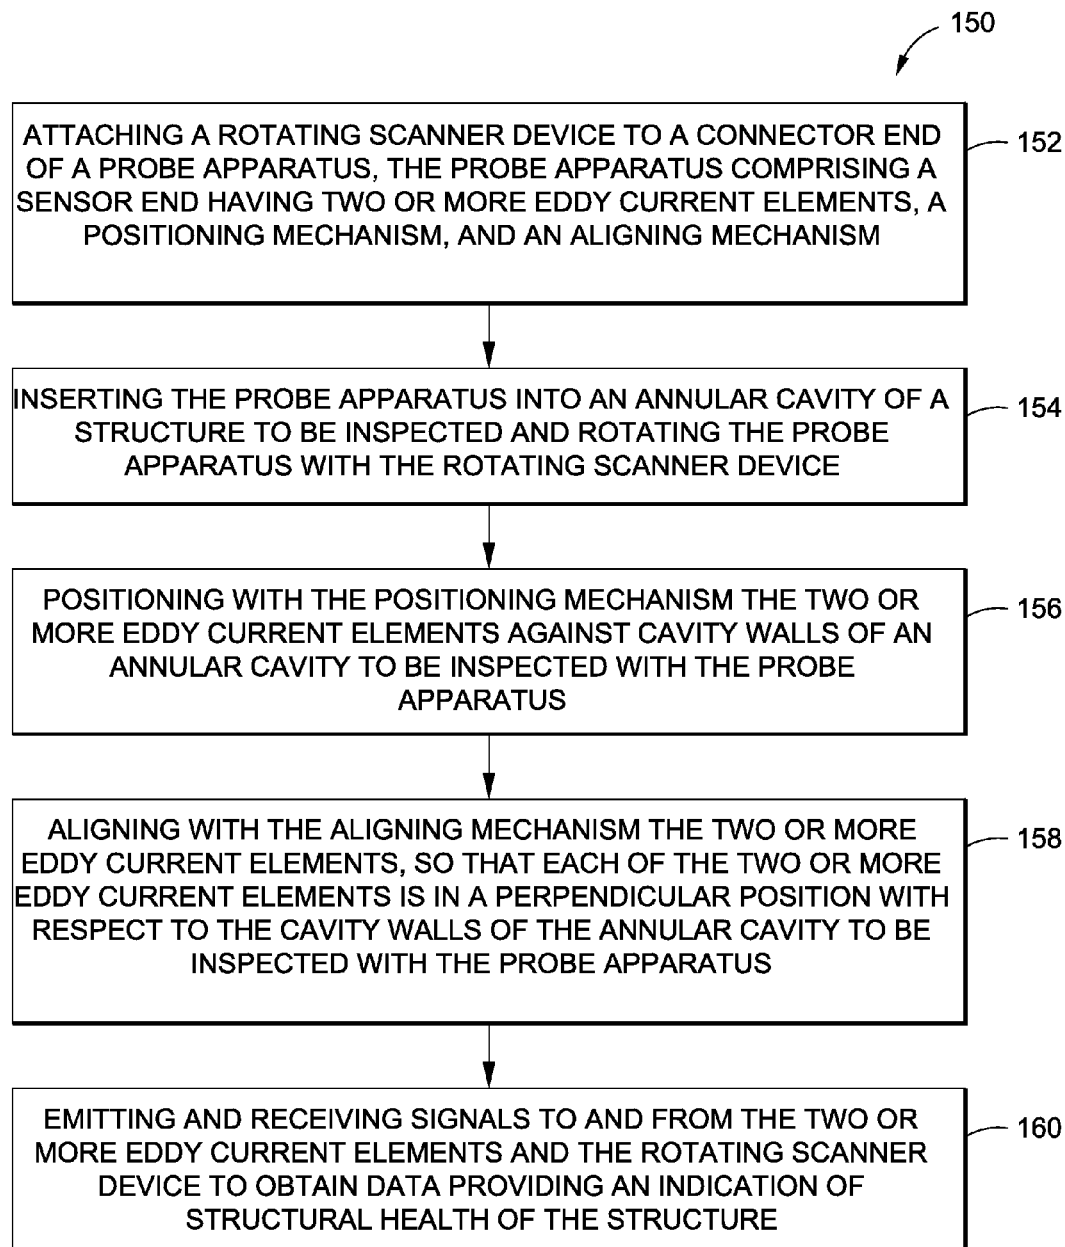 150
ATTACHING A ROTATING SCANNER DEVICE TO A CONNECTOR END
OF A PROBE APPARATUS, THE PROBE APPARATUS COMPRISING A
SENSOR END HAVING TWO OR MORE EDDY CURRENT ELEMENTS, A
POSITIONING MECHANISM, AND AN ALIGNING MECHANISM
152
INSERTING THE PROBE APPARATUS INTO AN ANNULAR CAVITY OF A
STRUCTURE TO BE INSPECTED AND ROTATING THE PROBE
APPARATUS WITH THE ROTATING SCANNER DEVICE.
154
POSITIONING WITH THE POSITIONING MECHANISM THE TWO OR
MORE EDDY CURRENT ELEMENTS AGAINST CAVITY WALLS OF AN
ANNULAR CAVITY TO BE INSPECTED WITH THE PROBE
APPARATUS
156
ALIGNING WITH THE ALIGNING MECHANISM THE TWO OR MORE
EDDY CURRENT ELEMENTS, SO THAT EACH OF THE TWO OR MORE
EDDY CURRENT ELEMENTS IS IN A PERPENDICULAR POSITION WITH
RESPECT TO THE CAVITY WALLS OF THE ANNULAR CAVITY TO BE
INSPECTED WITH THE PROBE APPARATUS
158
EMITTING AND RECEIVING SIGNALS TO AND FROM THE TWO OR
MORE EDDY CURRENT ELEMENTS AND THE ROTATING SCANNER
DEVICE TO OBTAIN DATA PROVIDING AN INDICATION OF
STRUCTURAL HEALTH OF THE STRUCTURE
160